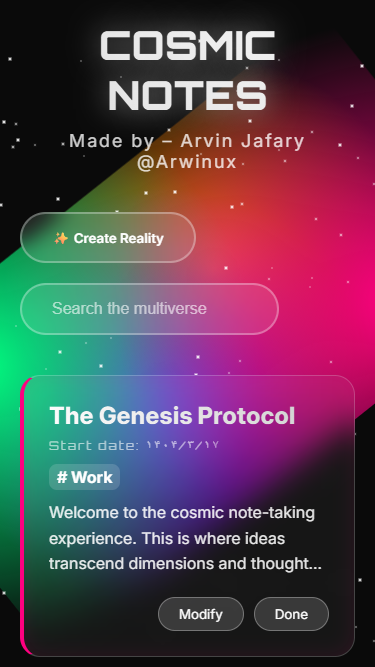 COSMIC
NOTES
Made by – Arvin Jafary
@Arwinux
✨ Create Reality
Search the multiverse
The Genesis Protocol
Start date: ۱۴۰۴/۳/۱۷
# Work
Welcome to the cosmic note-taking
experience. This is where ideas
transcend dimensions and thought...
Modify
Done